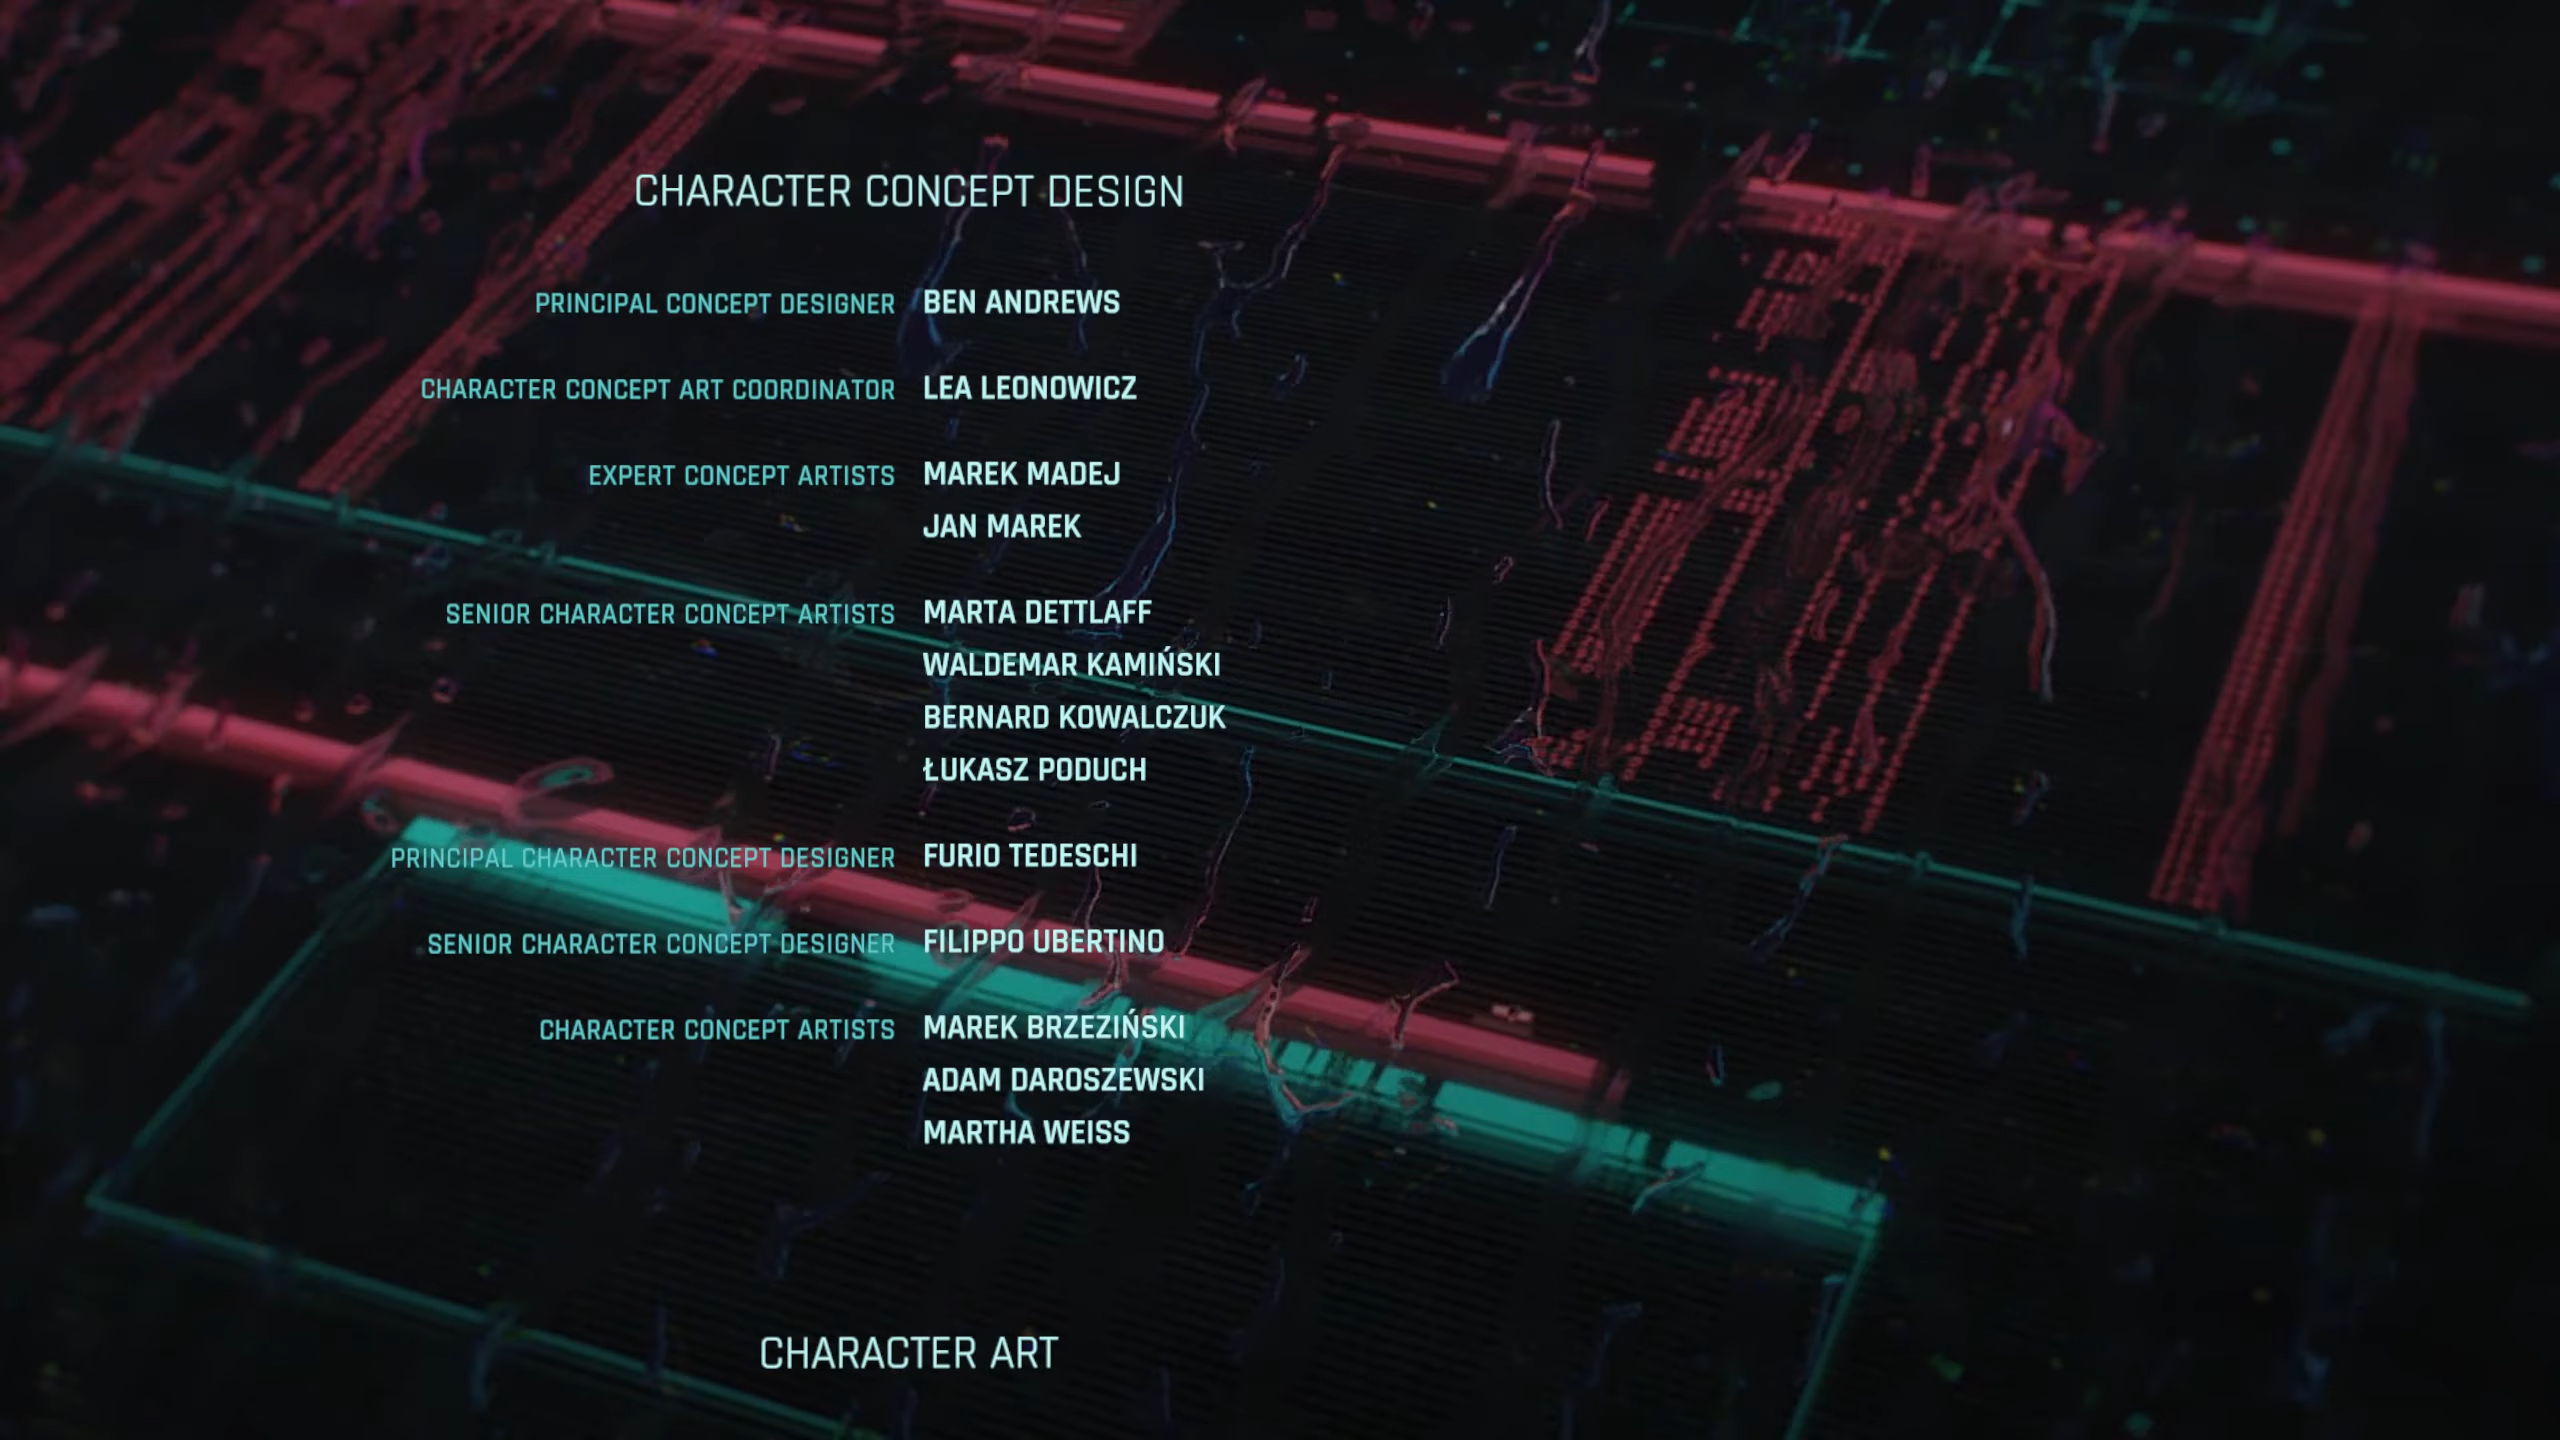 CHARACTER CONCEPT DESIGN
PRINCIPAL CONCEPT DESIGNER BEN ANDREWS
CHARACTER CONCEPT ART COORDINATOR LEA LEONOWICZ
EXPERT CONCEPT ARTISTS MAREK MADEJ
JAN MAREK
SENIOR CHARACTER CONCEPT ARTISTS MARTA DETTLAFF
WALDEMAR KAMIŃSKI
BERNARD KOWALCZUK
ŁUKASZ PODUCH
PRINCIPAL CHARACTER CONCEPT DESIGNER FURIO TEDESCHI
SENIOR CHARACTER CONCEPT DESIGNER FILIPPO UBERTINO
CHARACTER CONCEPT ARTISTS MAREK BRZEZIŃSKI
ADAM DAROSZEWSKI
MARTHA WEISS
CHARACTER ART